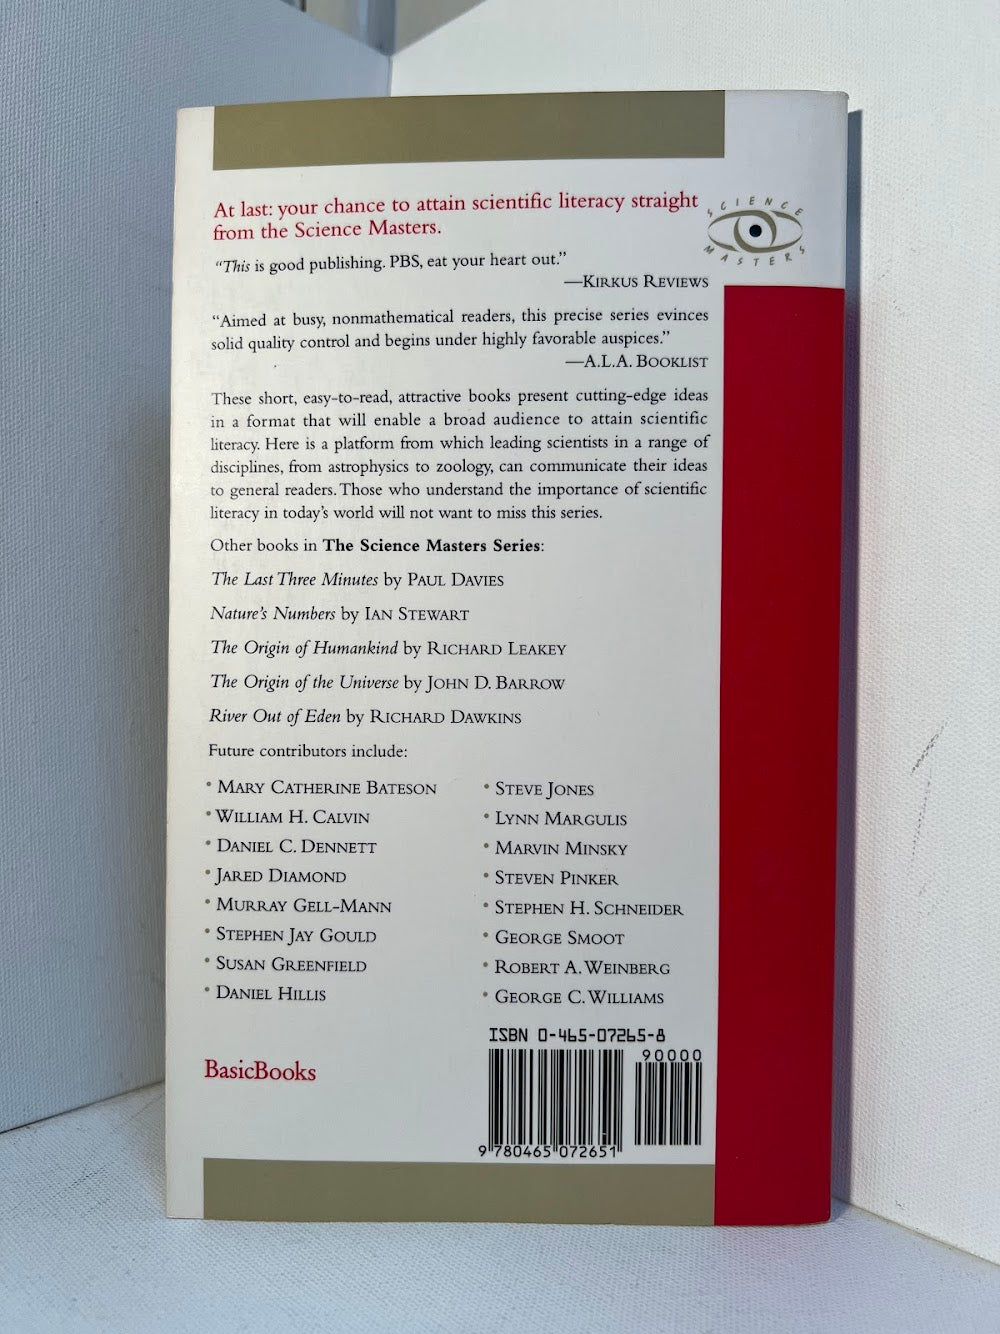 At last: your chance to attain scientific literacy straight
from the Science Masters.
SCIENCE
MASTERS
“This is good publishing. PBS, eat your heart out.”
—KIRKUS REVIEWS
“Aimed at busy, nonmathematical readers, this precise series evinces
solid quality control and begins under highly favorable auspices.”
—A.L.A. BOOKLIST
These short, easy-to-read, attractive books present cutting-edge ideas
in a format that will enable a broad audience to attain scientific
literacy. Here is a platform from which leading scientists in a range of
disciplines, from astrophysics to zoology, can communicate their ideas
to general readers. Those who understand the importance of scientific
literacy in today’s world will not want to miss this series.
Other books in The Science Masters Series:
The Last Three Minutes by PAUL DAVIES
Nature’s Numbers by IAN STEWART
The Origin of Humankind by RICHARD LEAKEY
The Origin of the Universe by JOHN D. BARROW
River Out of Eden by RICHARD DAWKINS
Future contributors include:
• MARY CATHERINE BATESON
• WILLIAM H. CALVIN
• DANIEL C. DENNETT
• JARED DIAMOND
• MURRAY GELL-MANN
• STEPHEN JAY GOULD
• SUSAN GREENFIELD
• DANIEL HILLIS
• STEVE JONES
• LYNN MARGULIS
• MARVIN MINSKY
• STEVEN PINKER
• STEPHEN H. SCHNEIDER
• GEORGE SMOOT
• ROBERT A. WEINBERG
• GEORGE C. WILLIAMS
BasicBooks
ISBN 0-465-07265-8
90000
9 780465 072651